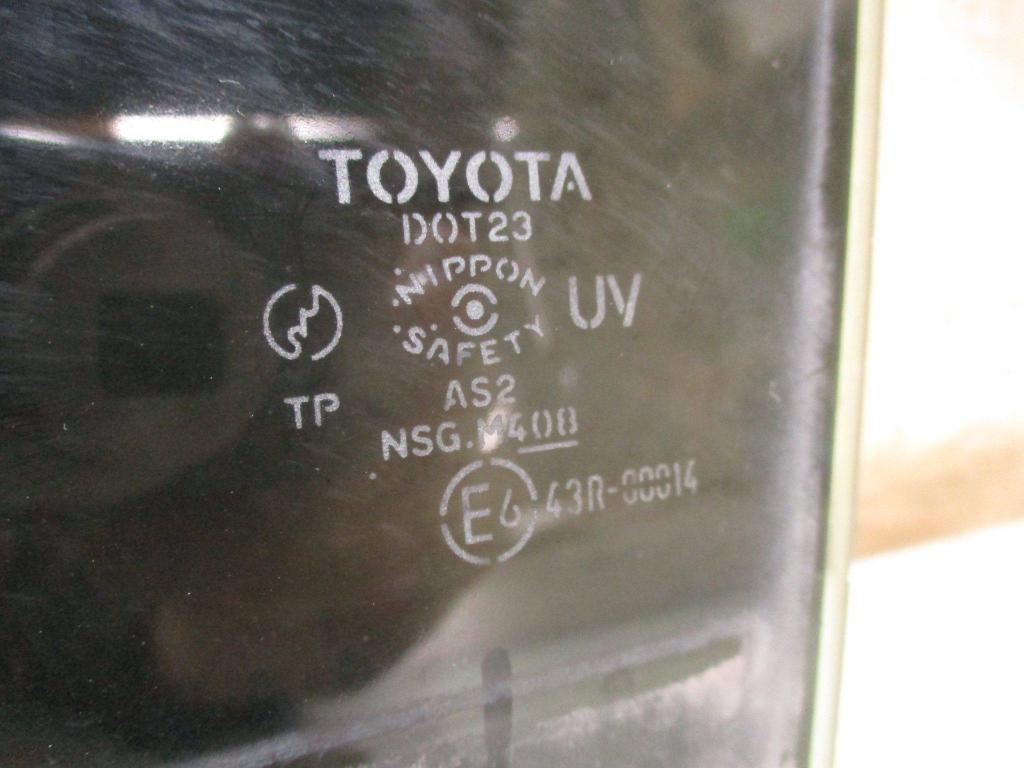 TOYOTA
DOT23
NIPPON
SAFETY
UV
TP
AS2
NSG.M408
E6 43R-00014